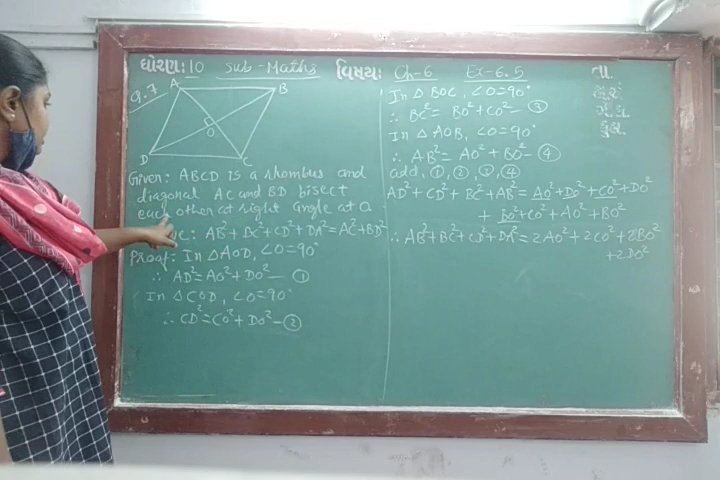 ધોરણ: 10 Sub-Maths વિષય: Ch-6 Ex-6.5 તા.
Q.7
A B
O
D C
Given: ABCD is a rhombus and
diagonal AC and BD bisect
each other at right angle at O.
: AB²+BC²+CD²+DA²=AC²+BD²
Proof: In △AOD, ∠O=90°
∴ AD²=AO²+DO²—①
In △COD, ∠O=90°
∴ CD²=CO²+DO²—②
In △BOC, ∠O=90°
∴ BC²=BO²+CO²—③
In △AOB, ∠O=90°
∴ AB²=AO²+BO²—④
add, ①,②,③,④
AD²+CD²+BC²+AB²=AO²+DO²+CO²+DO²
+BO²+CO²+AO²+BO²
∴ AB²+BC²+CD²+DA²=2AO²+2CO²+2BO²
+2DO²